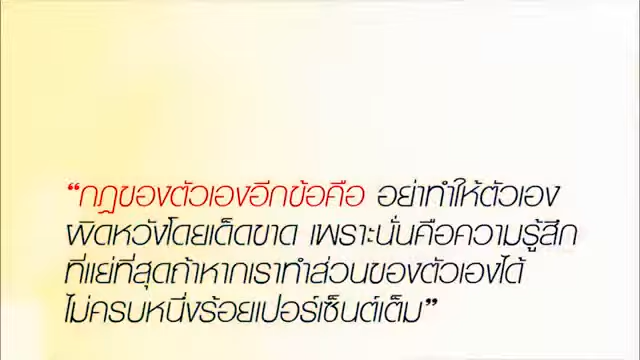 “กฎของตัวเองอีกข้อคือ อย่าทำให้ตัวเอง
ผิดหวังโดยเด็ดขาด เพราะนั่นคือความรู้สึก
ที่แย่ที่สุดถ้าหากเราทำส่วนของตัวเองได้
ไม่ครบหนึ่งร้อยเปอร์เซ็นต์เต็ม”